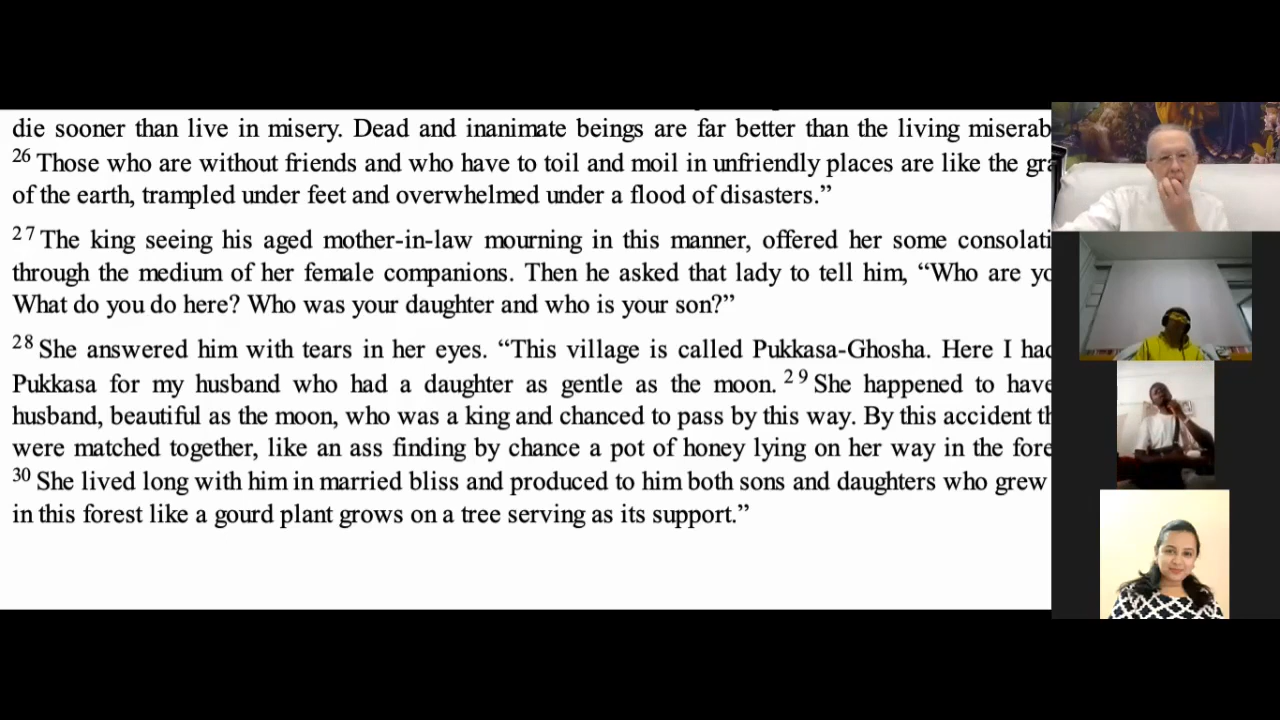 die sooner than live in misery. Dead and inanimate beings are far better than the living
26 Those who are without friends and who have to toil and moil in unfriendly places are like the
of the earth, trampled under feet and overwhelmed under a flood of disasters.”
27 The king seeing his aged mother-in-law mourning in this manner, offered her some
through the medium of her female companions. Then he asked that lady to tell him, “Who are
What do you do here? Who was your daughter and who is your son?”
28 She answered him with tears in her eyes. “This village is called Pukkasa-Ghosha. Here I
Pukkasa for my husband who had a daughter as gentle as the moon. 29 She happened to have
husband, beautiful as the moon, who was a king and chanced to pass by this way. By this accident
were matched together, like an ass finding by chance a pot of honey lying on her way in the
30 She lived long with him in married bliss and produced to him both sons and daughters who grew
in this forest like a gourd plant grows on a tree serving as its support.”